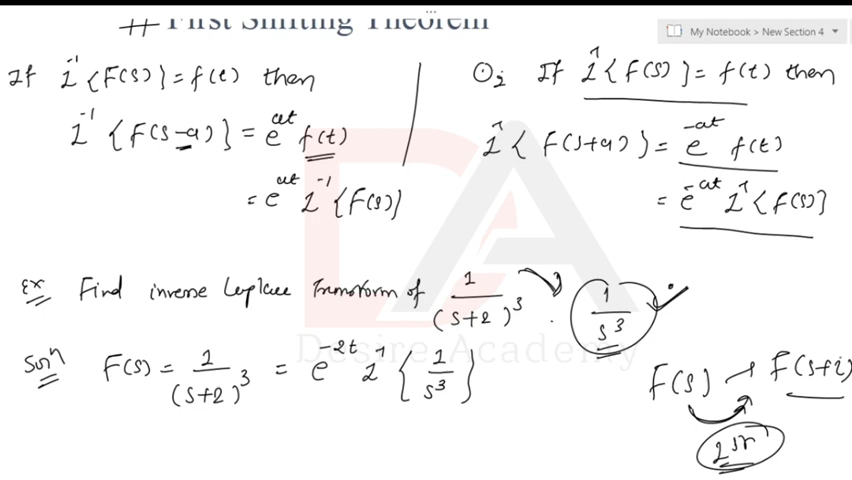 # First Shifting Theorem
My Notebook > New Section 4
If L⁻¹{F(s)} = f(t) then
L⁻¹{F(s-a)} = e^{at} f(t)
= e^{at} L⁻¹{F(s)}
Or If L⁻¹{F(s)} = f(t) then
L⁻¹{F(s+a)} = e^{-at} f(t)
= e^{-at} L⁻¹{F(s)}
Ex Find inverse Laplace Transform of 1/(s+2)³ . 1/s³
Desire Academy
Solⁿ F(s) = 1/(s+2)³ = e^{-2t} L⁻¹{1/s³}
F(s) → F(s+